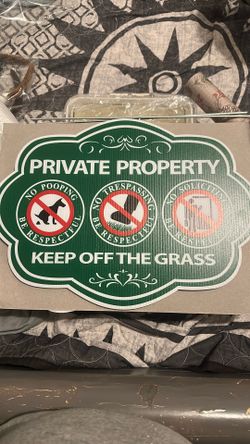 PRIVATE PROPERTY
NO POOPING
BE RESPECTFUL
NO TRESPASSING
BE RESPECTFUL
NO SOLICITING
KEEP OFF THE GRASS